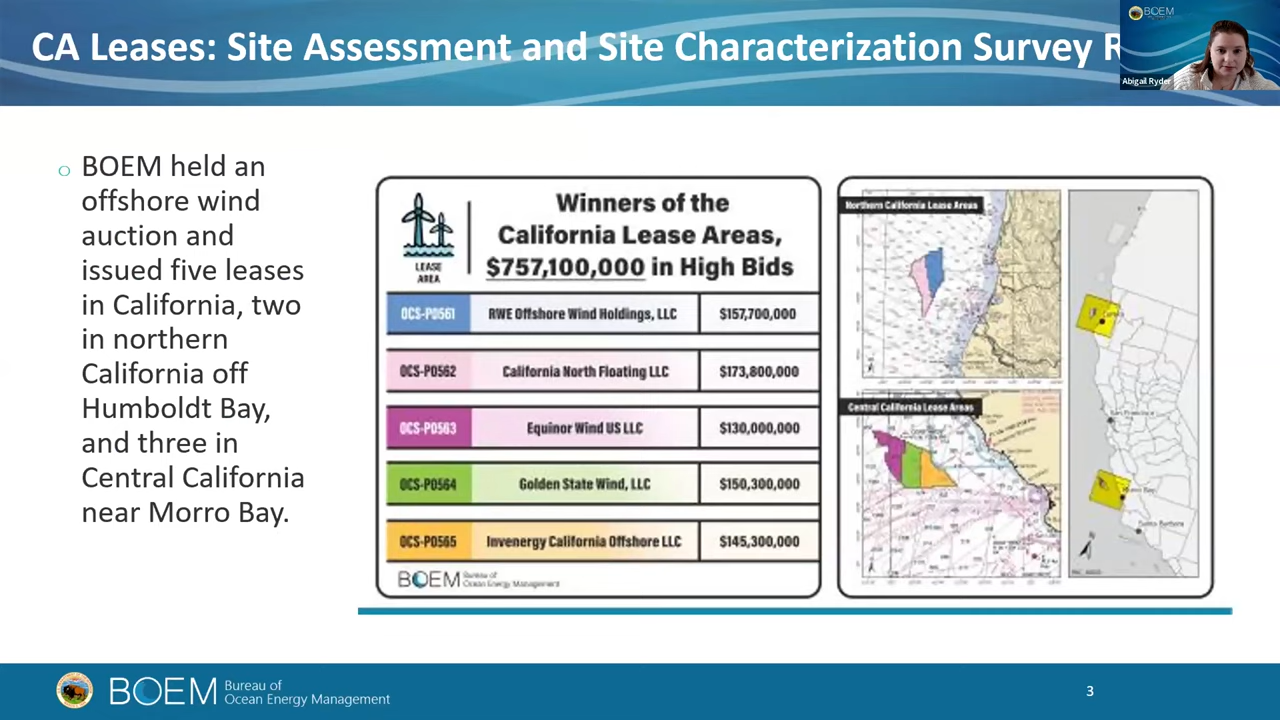 CA Leases: Site Assessment and Site Characterization Survey
BOEM
Abigail Ryder
o BOEM held an
offshore wind
auction and
issued five leases
in California, two
in northern
California off
Humboldt Bay,
and three in
Central California
near Morro Bay.
LEASE
AREA
Winners of the
California Lease Areas,
$757,100,000 in High Bids
OCS-P0561 RWE Offshore Wind Holdings, LLC $157,700,000
OCS-P0562 California North Floating LLC $173,800,000
OCS-P0563 Equinor Wind US LLC $130,000,000
OCS-P0564 Golden State Wind, LLC $150,300,000
OCS-P0565 Invenergy California Offshore LLC $145,300,000
BOEM Bureau of
Ocean Energy Management
Northern California Lease Areas
Central California Lease Areas
Eureka
San Francisco
Morro Bay
Santa Barbara
N
BOEM Bureau of
Ocean Energy Management
3